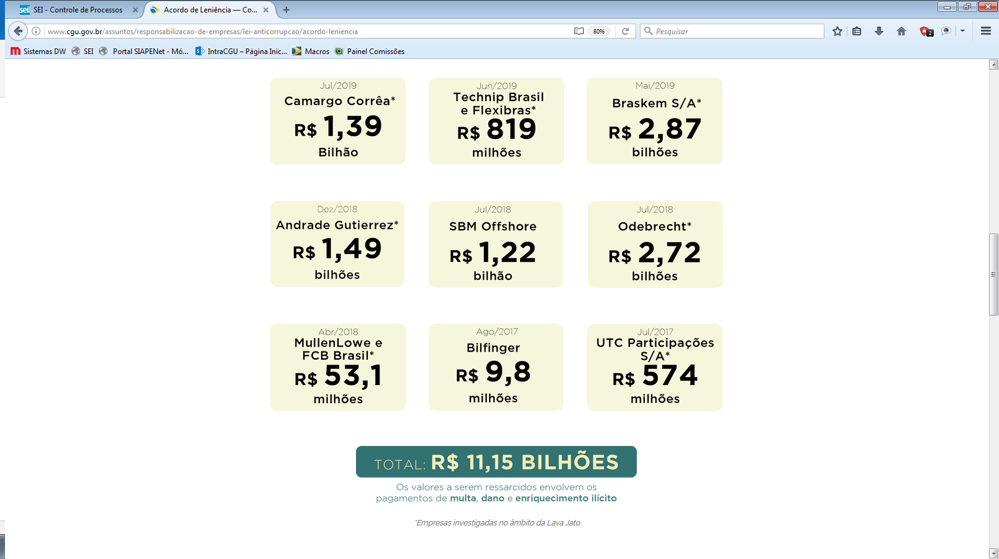 sei. SEI - Controle de Processos
Acordo de Leniência — Co...
www.cgu.gov.br/assuntos/responsabilizacao-de-empresas/lei-anticorrupcao/acordo-leniencia
80%
Pesquisar
2
Sistemas DW
SEI
Portal SIAPENet - Mó...
IntraCGU – Página Inic...
Macros
Painel Comissões
Jul/2019
Camargo Corrêa*
R$ 1,39
Bilhão
Jun/2019
Technip Brasil
e Flexibras*
R$ 819
milhões
Mai/2019
Braskem S/A*
R$ 2,87
bilhões
Dez/2018
Andrade Gutierrez*
R$ 1,49
bilhões
Jul/2018
SBM Offshore
R$ 1,22
bilhão
Jul/2018
Odebrecht*
R$ 2,72
bilhões
Abr/2018
MullenLowe e
FCB Brasil*
R$ 53,1
milhões
Ago/2017
Bilfinger
R$ 9,8
milhões
Jul/2017
UTC Participações
S/A*
R$ 574
milhões
TOTAL: R$ 11,15 BILHÕES
Os valores a serem ressarcidos envolvem os
pagamentos de multa, dano e enriquecimento ilícito
*Empresas investigadas no âmbito da Lava Jato